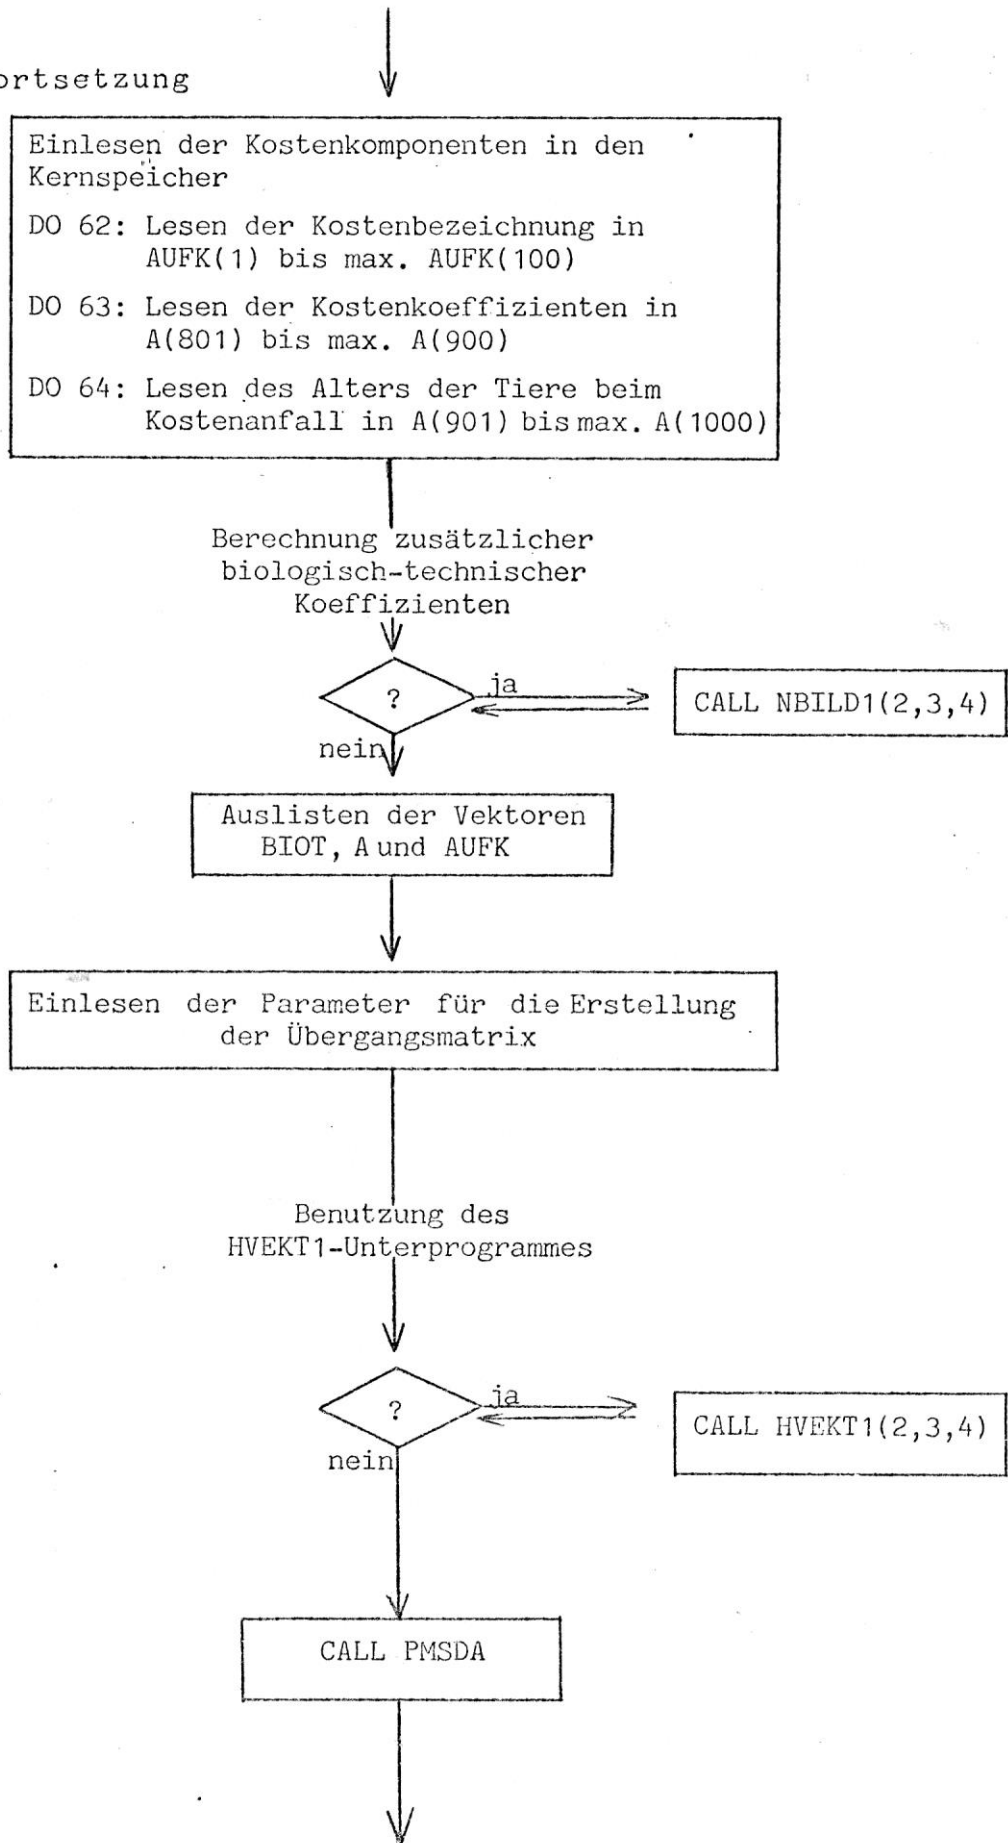 ortsetzung
Einlesen der Kostenkomponenten in den
Kernspeicher
DO 62: Lesen der Kostenbezeichnung in
AUFK(1) bis max. AUFK(100)
DO 63: Lesen der Kostenkoeffizienten in
A(801) bis max. A(900)
DO 64: Lesen des Alters der Tiere beim
Kostenanfall in A(901) bis max. A(1000)
Berechnung zusätzlicher
biologisch-technischer
Koeffizienten
?
ja
CALL NBILD1(2,3,4)
nein
Auslisten der Vektoren
BIOT, A und AUFK
Einlesen der Parameter für die Erstellung
der Übergangsmatrix
Benutzung des
HVEKT1-Unterprogrammes
?
ja
CALL HVEKT1(2,3,4)
nein
CALL PMSDA